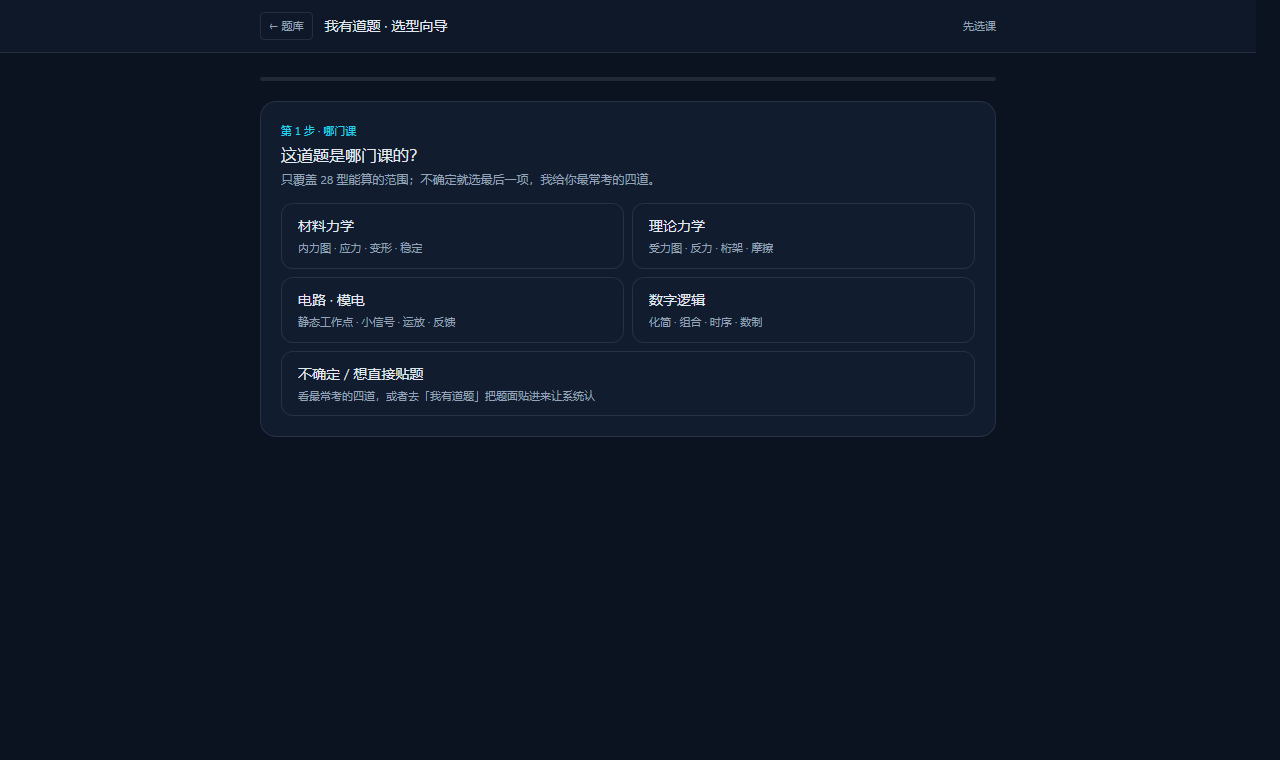 ← 题库
我有道题 · 选型向导
先选课
第 1 步 · 哪门课
这道题是哪门课的？
只覆盖 28 型能算的范围；不确定就选最后一项，我给你最常考的四道。
材料力学
内力图 · 应力 · 变形 · 稳定
理论力学
受力图 · 反力 · 桁架 · 摩擦
电路 · 模电
静态工作点 · 小信号 · 运放 · 反馈
数字逻辑
化简 · 组合 · 时序 · 数制
不确定 / 想直接贴题
看最常考的四道，或者去「我有道题」把题面贴进来让系统认